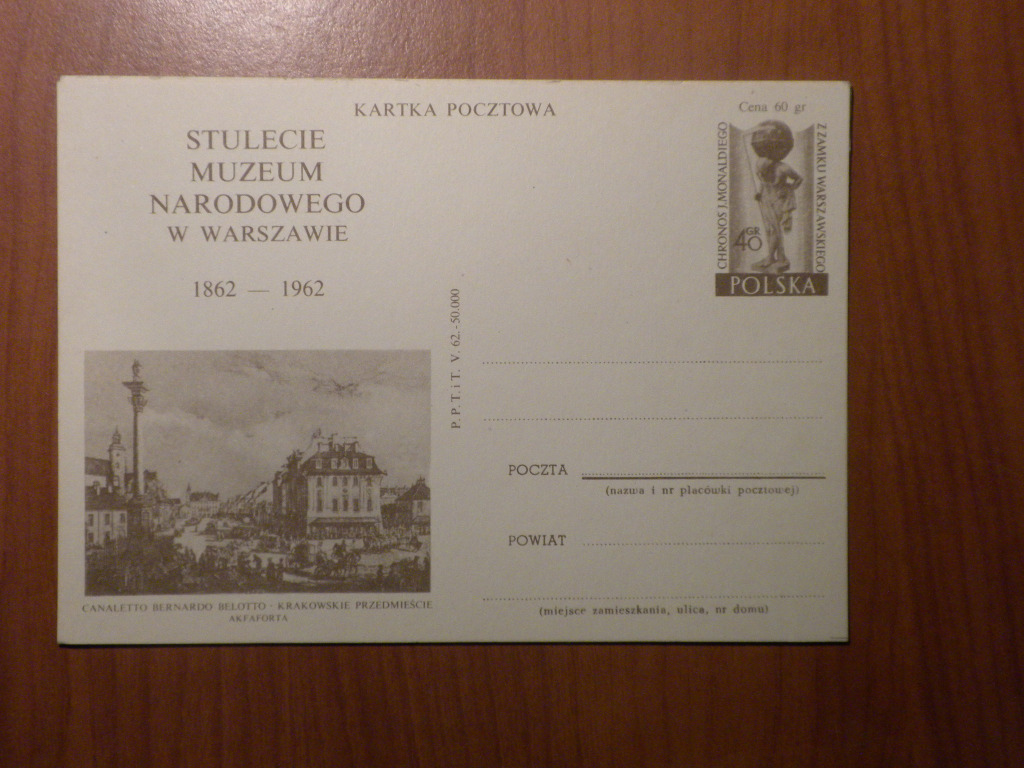 KARTKA POCZTOWA
STULECIE
MUZEUM
NARODOWEGO
W WARSZAWIE
1862 — 1962
CANALETTO BERNARDO BELOTTO - KRAKOWSKIE PRZEDMIEŚCIE
AKFAFORTA
P. P. T. i T. V. 62.-50.000
Cena 60 gr
CHRONOS J.MONALDIEGO
Z ZAMKU WARSZAWSKIEGO
40 GR
POLSKA
POCZTA
(nazwa i nr placówki pocztowej)
POWIAT
(miejsce zamieszkania, ulica, nr domu)